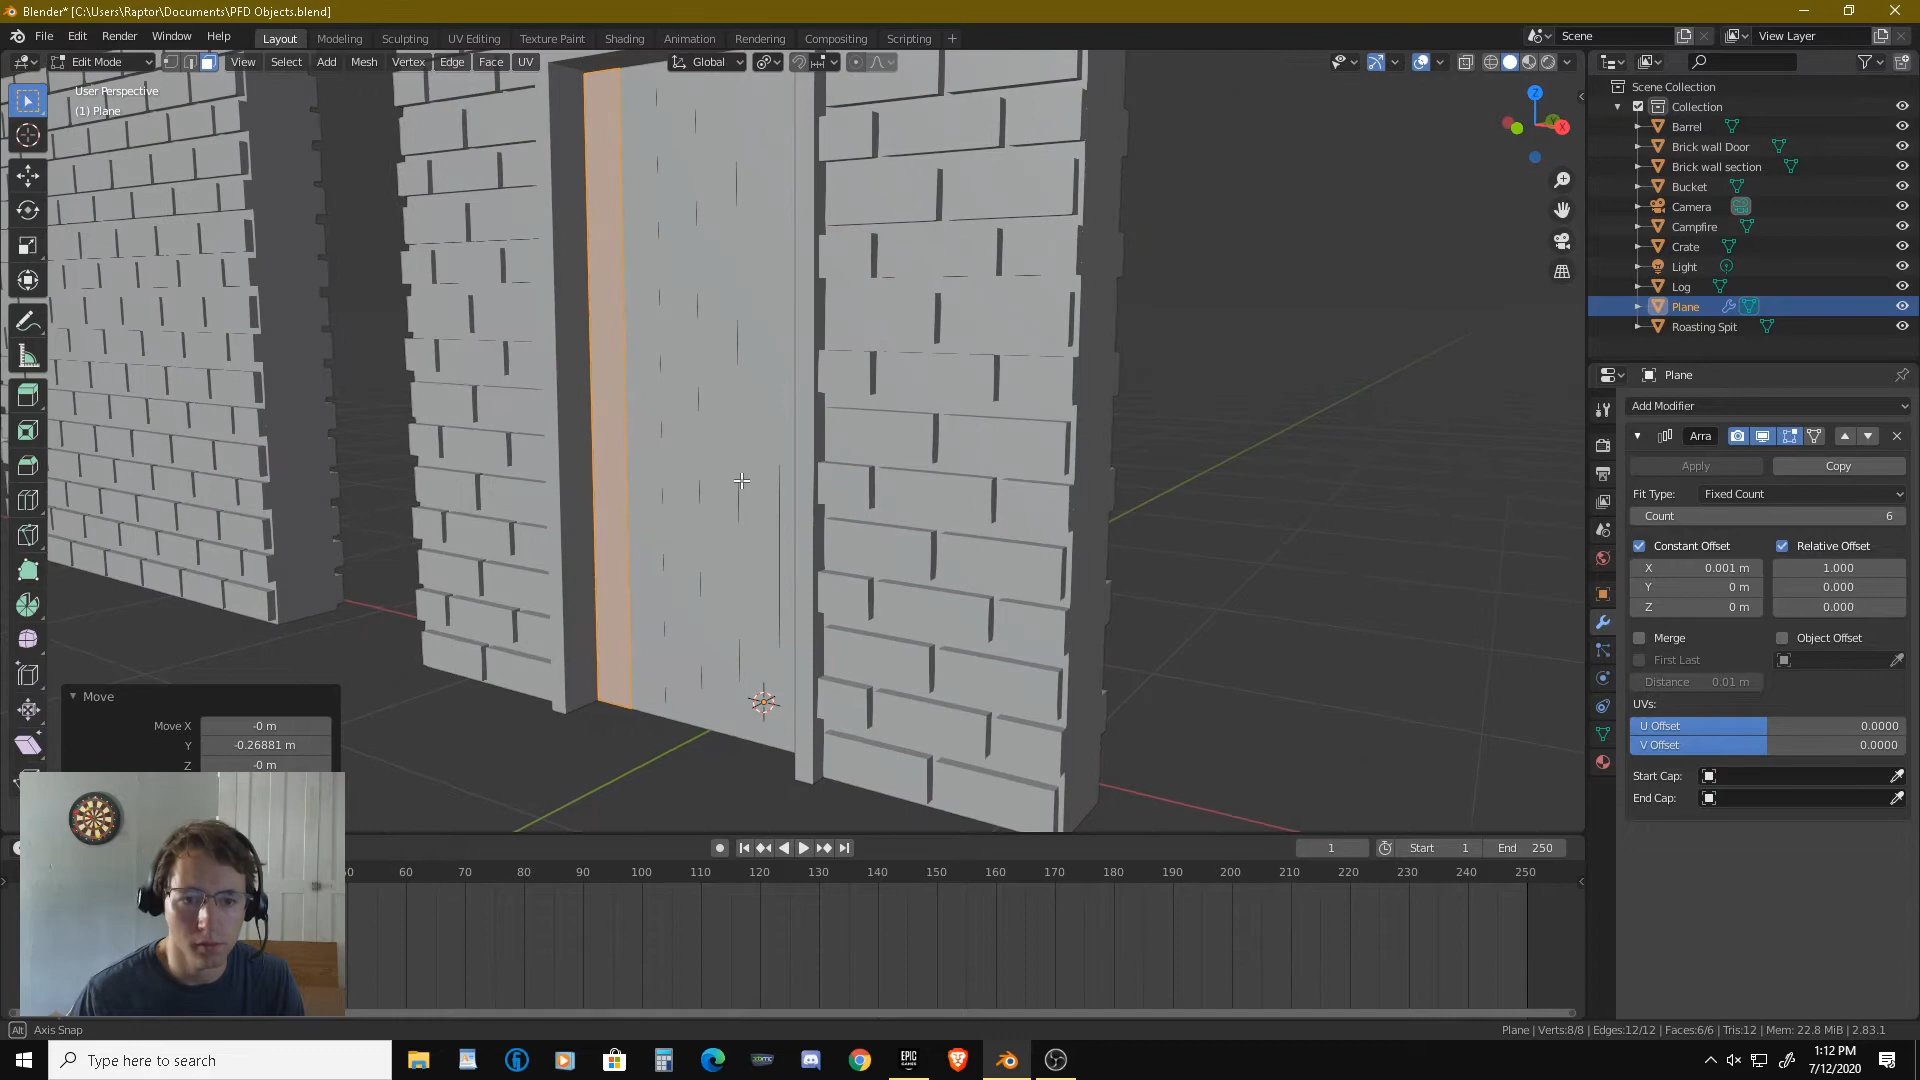 Blender* [C:\Users\Raptor\Documents\PFD Objects.blend]
File Edit Render Window Help Layout Modeling Sculpting UV Editing Texture Paint Shading Animation Rendering Compositing Scripting + Scene View Layer
Edit Mode View Select Add Mesh Vertex Edge Face UV Global
User Perspective
(1) Plane
Z
Y
X
Scene Collection
Collection
Barrel
Brick wall Door
Brick wall section
Bucket
Camera
Campfire
Crate
Light
Log
Plane
Roasting Spit
Plane
Add Modifier
Arra
Apply Copy
Fit Type: Fixed Count
Count 6
Constant Offset Relative Offset
X 0.001 m 1.000
Y 0 m 0.000
Z 0 m 0.000
Merge Object Offset
First Last
Distance 0.01 m
UVs:
U Offset 0.0000
V Offset 0.0000
Start Cap:
End Cap:
Move
Move X -0 m
Y -0.26881 m
Z -0 m
1 Start 1 End 250
50 60 70 80 90 100 110 120 130 140 150 160 170 180 190 200 210 220 230 240 250
Alt Axis Snap
Plane | Verts:8/8 | Edges:12/12 | Faces:6/6 | Tris:12 | Mem: 22.8 MiB | 2.83.1
Type here to search
EPIC GAMES
1:12 PM
7/12/2020